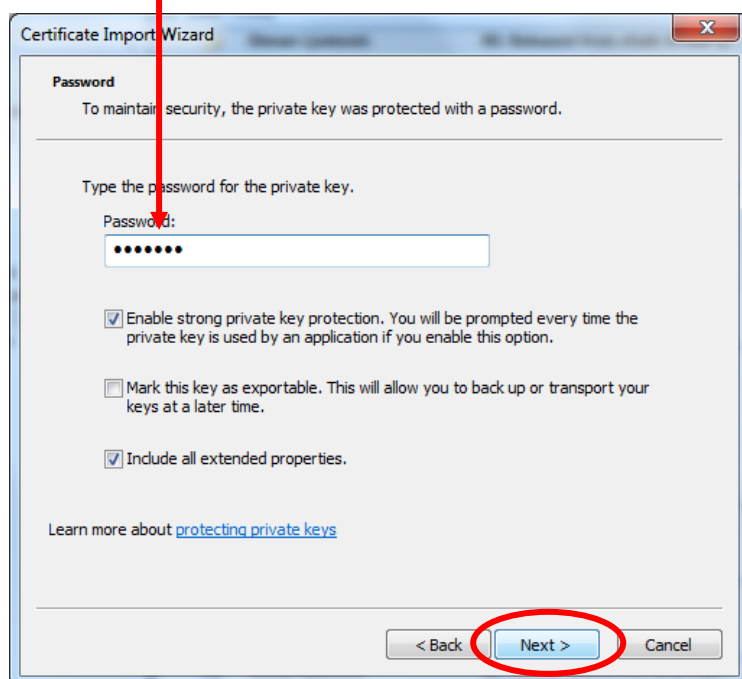 Certificate Import Wizard
Password
To maintain security, the private key was protected with a password.
Type the password for the private key.
Password:
•••••••
Enable strong private key protection. You will be prompted every time the
private key is used by an application if you enable this option.
Mark this key as exportable. This will allow you to back up or transport your
keys at a later time.
Include all extended properties.
Learn more about protecting private keys
< Back Next > Cancel